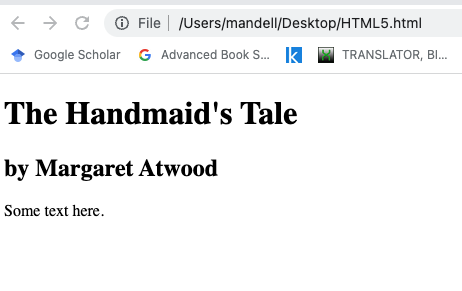 File /Users/mandell/Desktop/HTML5.html
Google Scholar Advanced Book S... TRANSLATOR, Bl...
The Handmaid's Tale
by Margaret Atwood
Some text here.